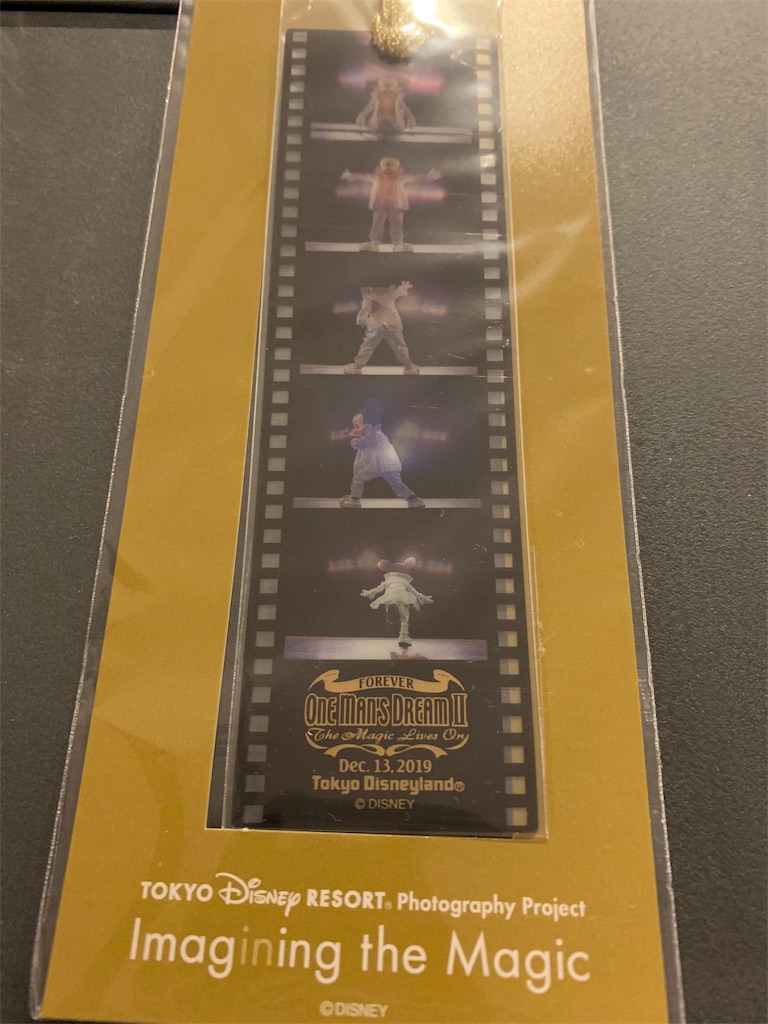 FOREVER
ONE MAN'S DREAM II
The Magic Lives On
Dec. 13, 2019
Tokyo Disneyland®
© DISNEY
TOKYO Disney RESORT® Photography Project
Imagining the Magic
© DISNEY